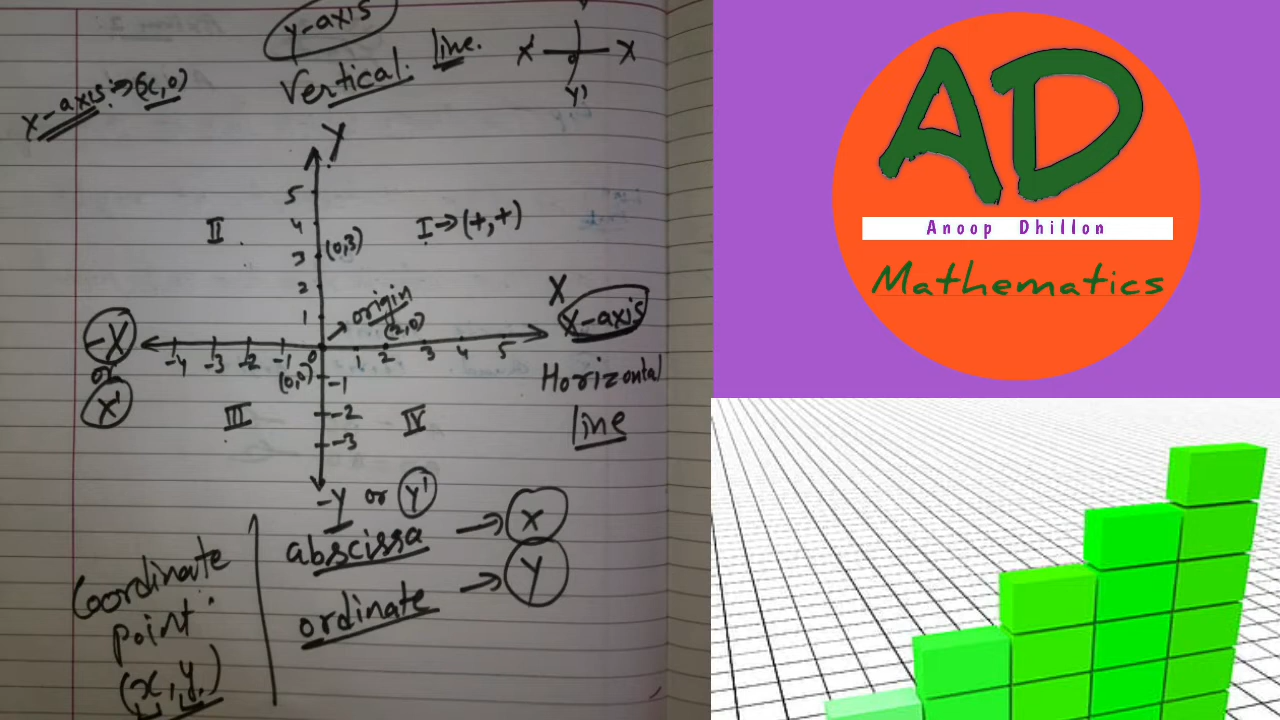 y-axis
Vertical line.
X' X
O
Y'
X-axis → (x,0)
Y
5
4
3 (0,3)
2
1
II
I → (+,+)
origin
(2,0)
X
X-axis
Horizontal
line
-X
or
X'
-4 -3 -2 -1 0 1 2 3 4 5
-1
-2
-3
III
IV
-Y or Y'
abscissa → x
ordinate → y
Coordinate
point
(x, y)
AD
Anoop Dhillon
Mathematics